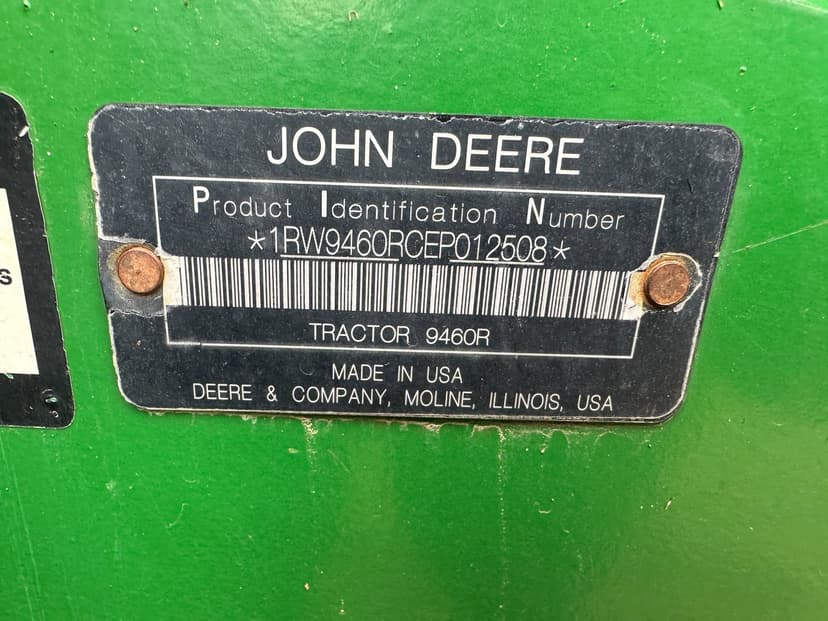 JOHN DEERE
Product Identification Number
*1RW9460RCEP012508*
TRACTOR 9460R
MADE IN USA
DEERE & COMPANY, MOLINE, ILLINOIS, USA
S